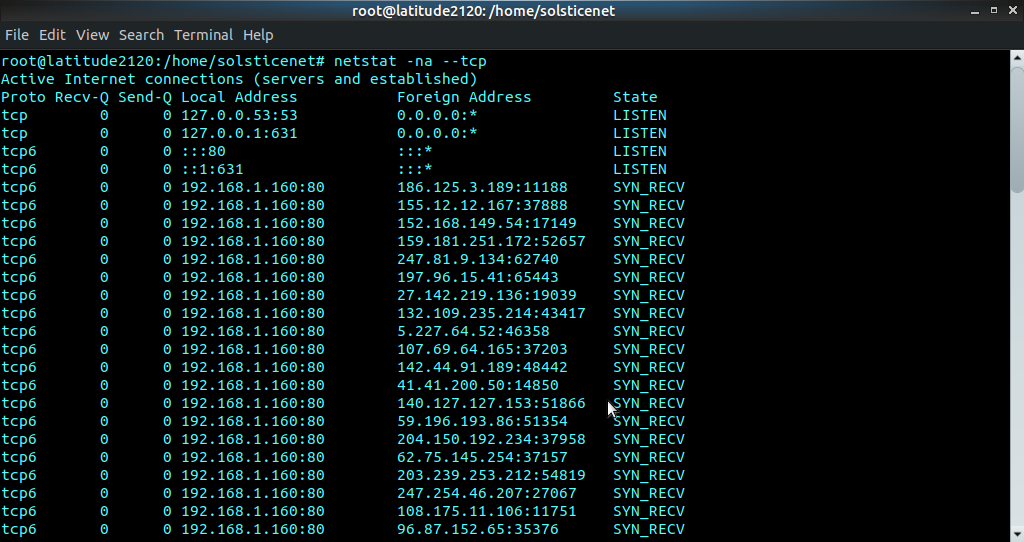 root@latitude2120: /home/solsticenet
File Edit View Search Terminal Help
root@latitude2120:/home/solsticenet# netstat -na --tcp
Active Internet connections (servers and established)
Proto Recv-Q Send-Q Local Address           Foreign Address         State
tcp        0      0 127.0.0.53:53           0.0.0.0:*               LISTEN
tcp        0      0 127.0.0.1:631           0.0.0.0:*               LISTEN
tcp6       0      0 :::80                   :::*                    LISTEN
tcp6       0      0 ::1:631                 :::*                    LISTEN
tcp6       0      0 192.168.1.160:80        186.125.3.189:11188     SYN_RECV
tcp6       0      0 192.168.1.160:80        155.12.12.167:37888     SYN_RECV
tcp6       0      0 192.168.1.160:80        152.168.149.54:17149    SYN_RECV
tcp6       0      0 192.168.1.160:80        159.181.251.172:52657   SYN_RECV
tcp6       0      0 192.168.1.160:80        247.81.9.134:62740      SYN_RECV
tcp6       0      0 192.168.1.160:80        197.96.15.41:65443      SYN_RECV
tcp6       0      0 192.168.1.160:80        27.142.219.136:19039    SYN_RECV
tcp6       0      0 192.168.1.160:80        132.109.235.214:43417   SYN_RECV
tcp6       0      0 192.168.1.160:80        5.227.64.52:46358       SYN_RECV
tcp6       0      0 192.168.1.160:80        107.69.64.165:37203     SYN_RECV
tcp6       0      0 192.168.1.160:80        142.44.91.189:48442     SYN_RECV
tcp6       0      0 192.168.1.160:80        41.41.200.50:14850      SYN_RECV
tcp6       0      0 192.168.1.160:80        140.127.127.153:51866   SYN_RECV
tcp6       0      0 192.168.1.160:80        59.196.193.86:51354     SYN_RECV
tcp6       0      0 192.168.1.160:80        204.150.192.234:37958   SYN_RECV
tcp6       0      0 192.168.1.160:80        62.75.145.254:37157     SYN_RECV
tcp6       0      0 192.168.1.160:80        203.239.253.212:54819   SYN_RECV
tcp6       0      0 192.168.1.160:80        247.254.46.207:27067    SYN_RECV
tcp6       0      0 192.168.1.160:80        108.175.11.106:11751    SYN_RECV
tcp6       0      0 192.168.1.160:80        96.87.152.65:35376      SYN_RECV